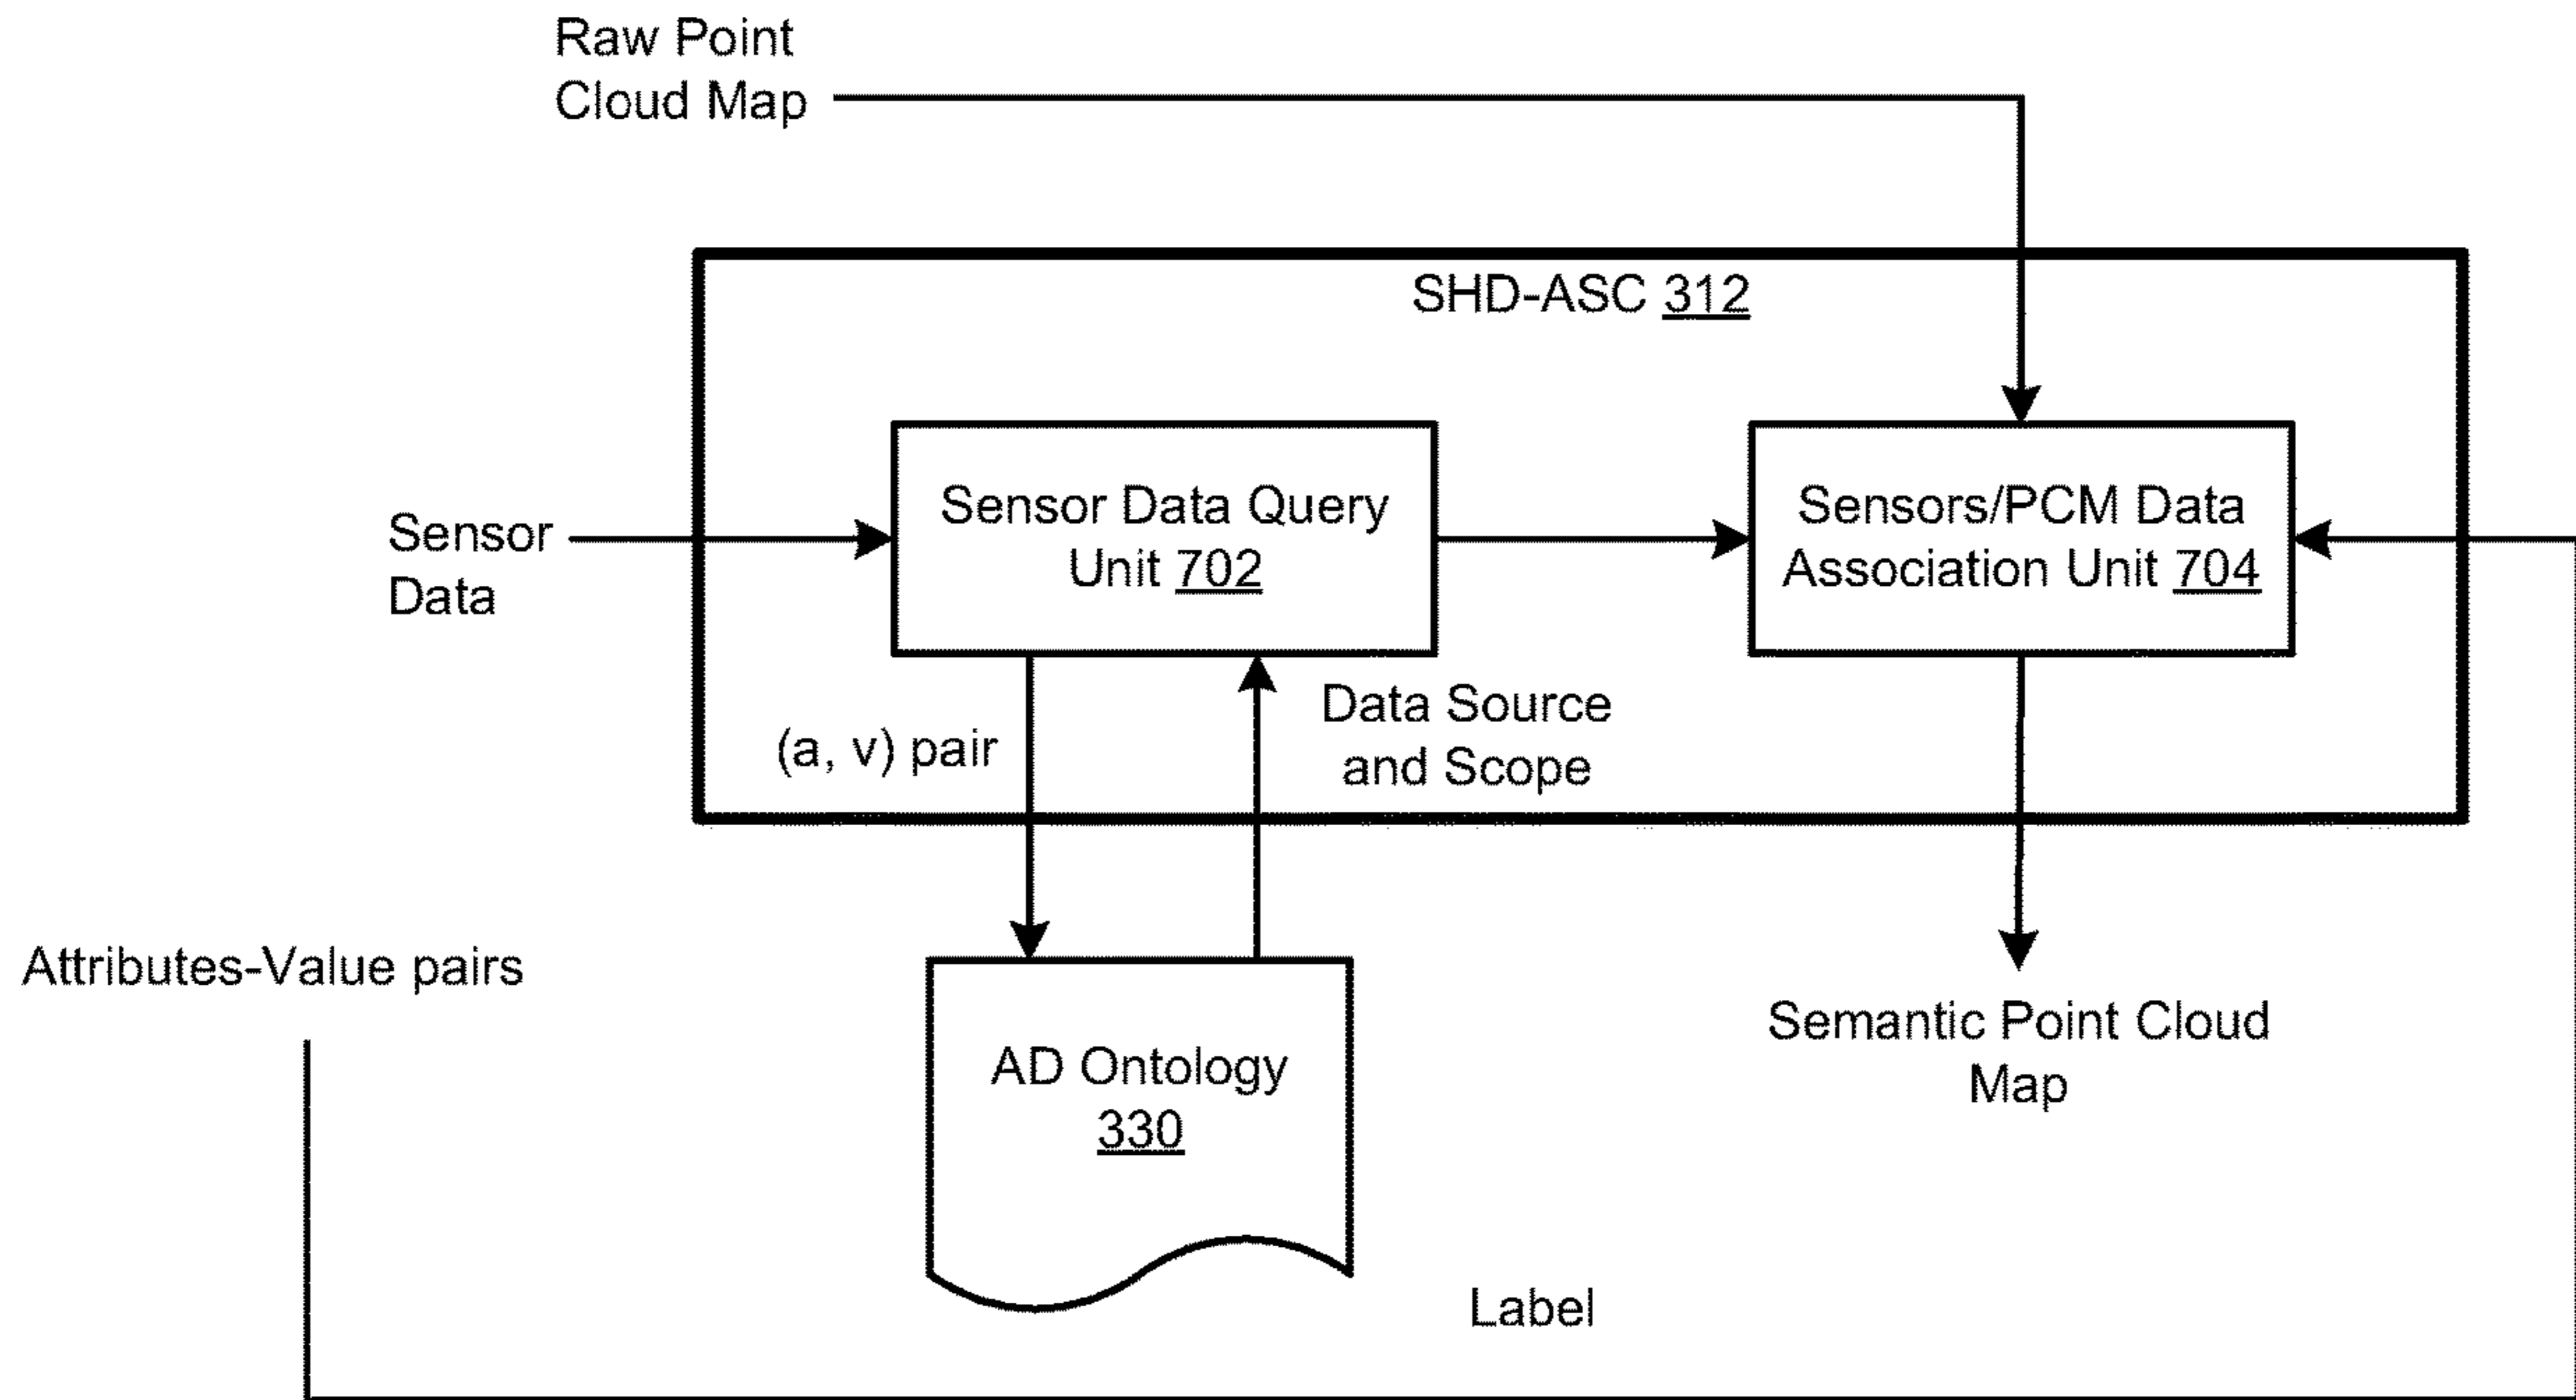 Raw Point
Cloud Map
SHD-ASC 312
Sensor
Data
Sensor Data Query
Unit 702
Sensors/PCM Data
Association Unit 704
(a, v) pair
Data Source
and Scope
Attributes-Value pairs
AD Ontology
330
Semantic Point Cloud
Map
Label